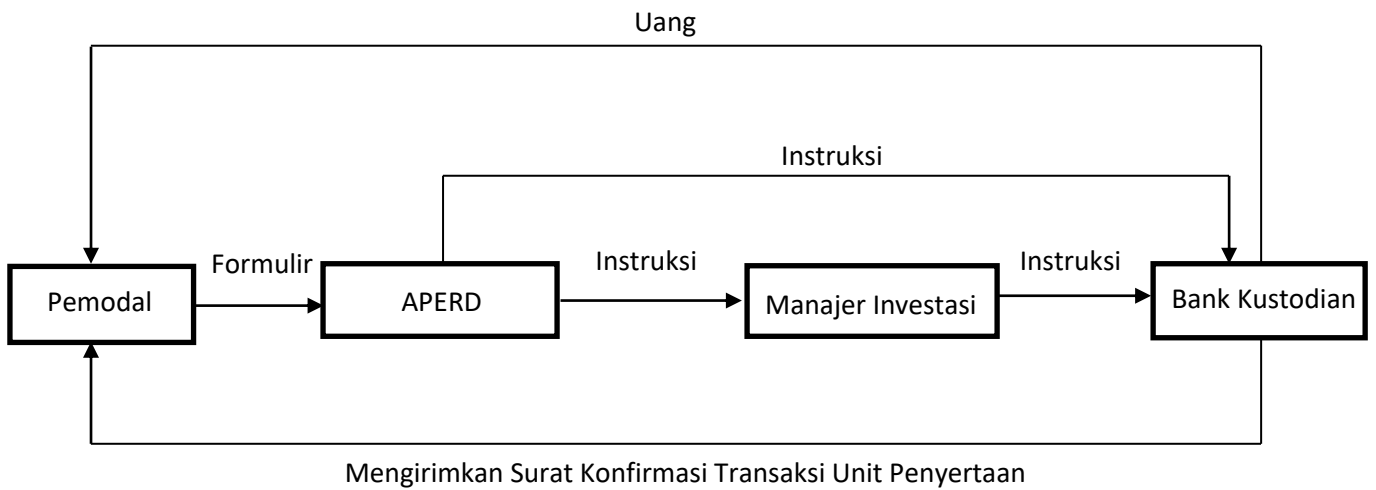 Uang
Instruksi
Formulir
Instruksi
Instruksi
Pemodal
APERD
Manajer Investasi
Bank Kustodian
Mengirimkan Surat Konfirmasi Transaksi Unit Penyertaan